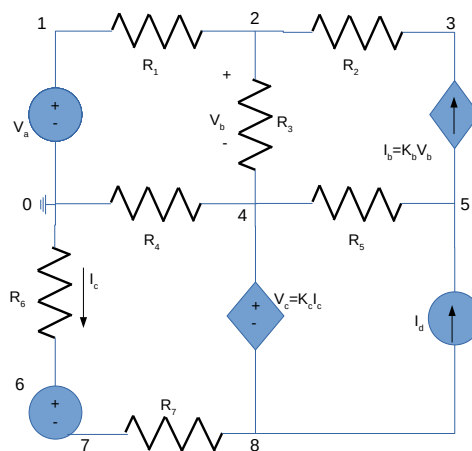 1
2
3
R1
R2
+
+
-
Va
Vb
-
R3
Ib=KbVb
0
4
5
R4
R5
Ic
R6
+
-
Vc=KcIc
Id
6
+
-
R7
7
8